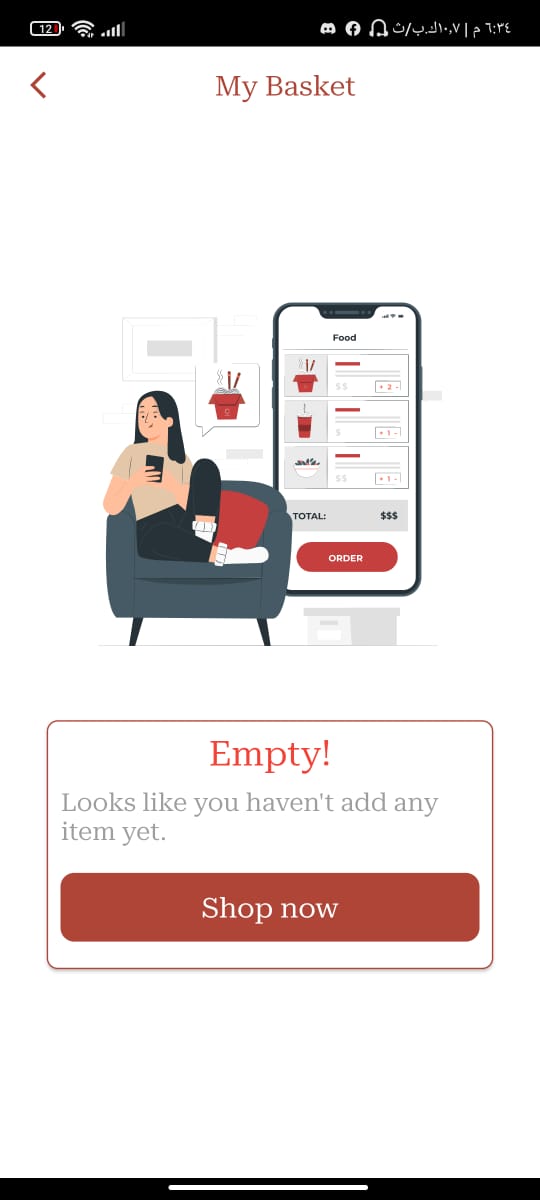 12
١٠,٧ك.ب/ث | ٦:٣٤ م
My Basket
Food
$$
+ 2 -
$
+ 1 -
$$
+ 1 -
TOTAL: $$$
ORDER
Empty!
Looks like you haven't add any
item yet.
Shop now